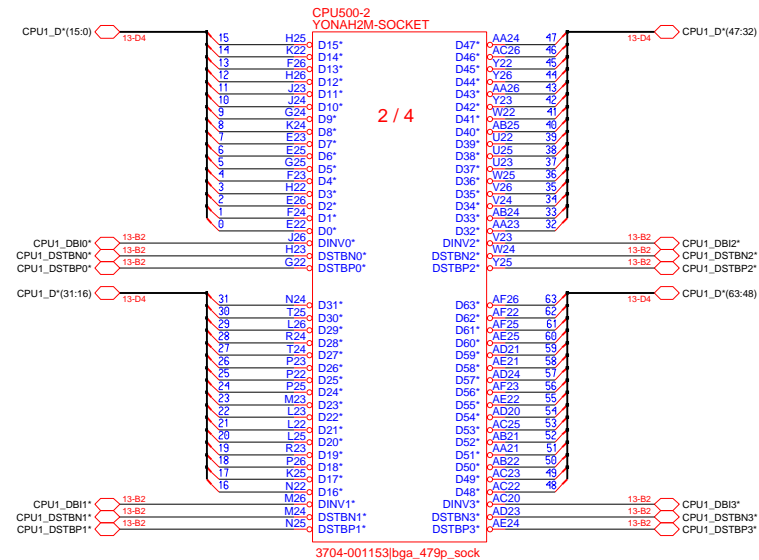 CPU500-2
YONAH2M-SOCKET
CPU1_D*(15:0) 13-D4 13-D4 CPU1_D*(47:32)
2 / 4
15 H25 D15* D47* AA24 47
14 K22 D14* D46* AC26 46
13 F26 D13* D45* Y22 45
12 H26 D12* D44* Y26 44
11 J23 D11* D43* AA26 43
10 J24 D10* D42* Y23 42
9 G24 D9* D41* W22 41
8 K24 D8* D40* AB25 40
7 E23 D7* D39* U22 39
6 E25 D6* D38* U25 38
5 G25 D5* D37* U23 37
4 F23 D4* D36* W25 36
3 H22 D3* D35* V26 35
2 E26 D2* D34* V24 34
1 F24 D1* D33* AB24 33
0 E22 D0* D32* AA23 32
CPU1_DBI0* 13-B2 J26 DINV0* DINV2* V23 13-B2 CPU1_DBI2*
CPU1_DSTBN0* 13-B2 H23 DSTBN0* DSTBN2* W24 13-B2 CPU1_DSTBN2*
CPU1_DSTBP0* 13-B2 G22 DSTBP0* DSTBP2* Y25 13-B2 CPU1_DSTBP2*
CPU1_D*(31:16) 13-D4 13-D4 CPU1_D*(63:48)
31 N24 D31* D63* AF26 63
30 T25 D30* D62* AF22 62
29 L26 D29* D61* AF25 61
28 R24 D28* D60* AE25 60
27 T24 D27* D59* AD21 59
26 P23 D26* D58* AE21 58
25 P22 D25* D57* AD24 57
24 P25 D24* D56* AF23 56
23 M23 D23* D55* AE22 55
22 L23 D22* D54* AD20 54
21 L22 D21* D53* AC25 53
20 L25 D20* D52* AB21 52
19 R23 D19* D51* AA21 51
18 P26 D18* D50* AB22 50
17 K25 D17* D49* AC23 49
16 N22 D16* D48* AC22 48
CPU1_DBI1* 13-B2 M26 DINV1* DINV3* AC20 13-B2 CPU1_DBI3*
CPU1_DSTBN1* 13-B2 M24 DSTBN1* DSTBN3* AD23 13-B2 CPU1_DSTBN3*
CPU1_DSTBP1* 13-B2 N25 DSTBP1* DSTBP3* AE24 13-B2 CPU1_DSTBP3*
3704-001153|bga_479p_sock